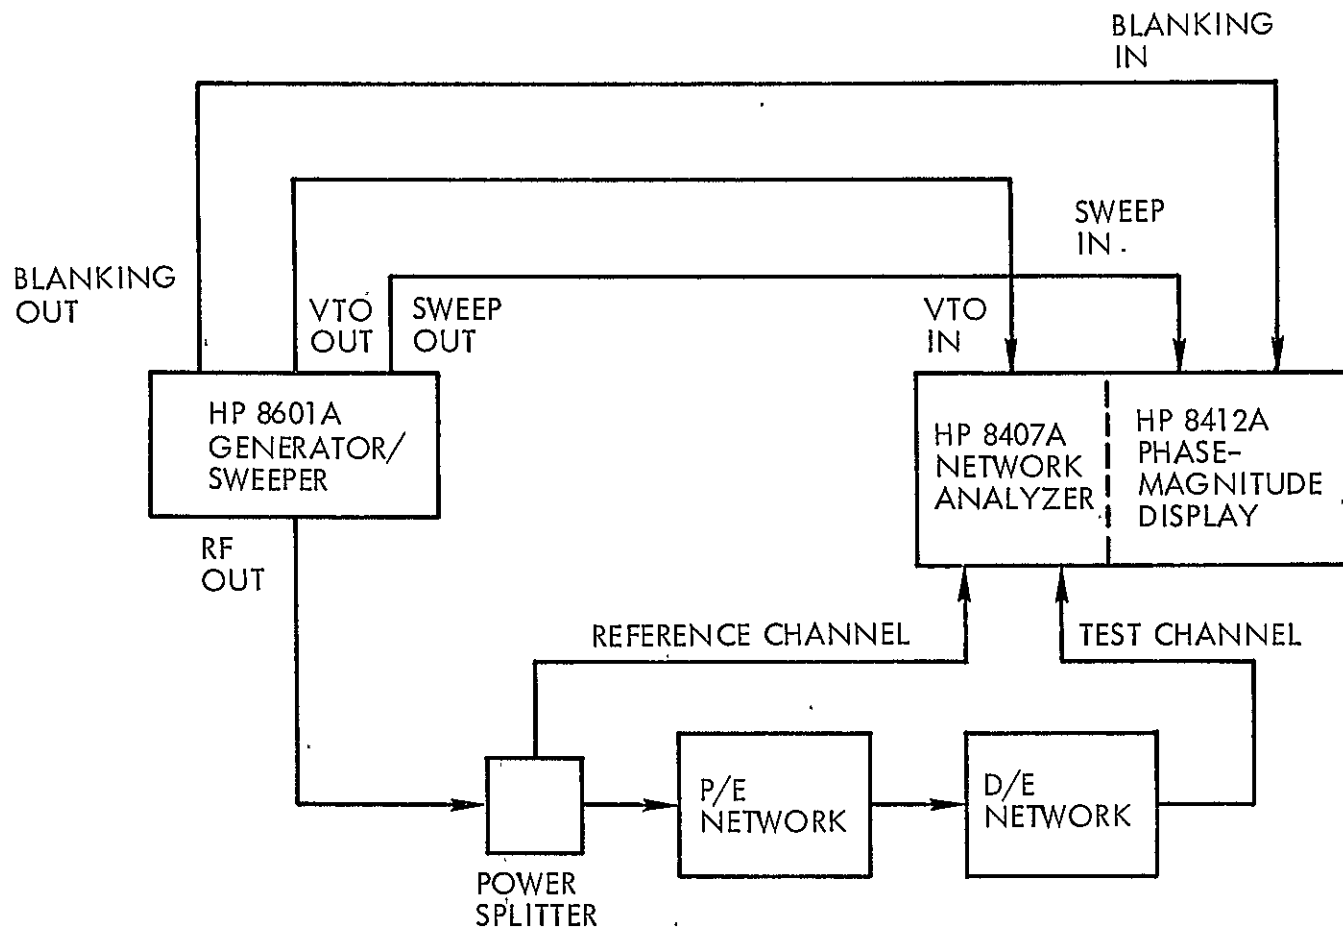 BLANKING
IN
SWEEP
IN
BLANKING
OUT
VTO
OUT
SWEEP
OUT
VTO
IN
HP 8601A
GENERATOR/
SWEEPER
HP 8407A
NETWORK
ANALYZER
HP 8412A
PHASE-
MAGNITUDE
DISPLAY
RF
OUT
REFERENCE CHANNEL
TEST CHANNEL
P/E
NETWORK
D/E
NETWORK
POWER
SPLITTER